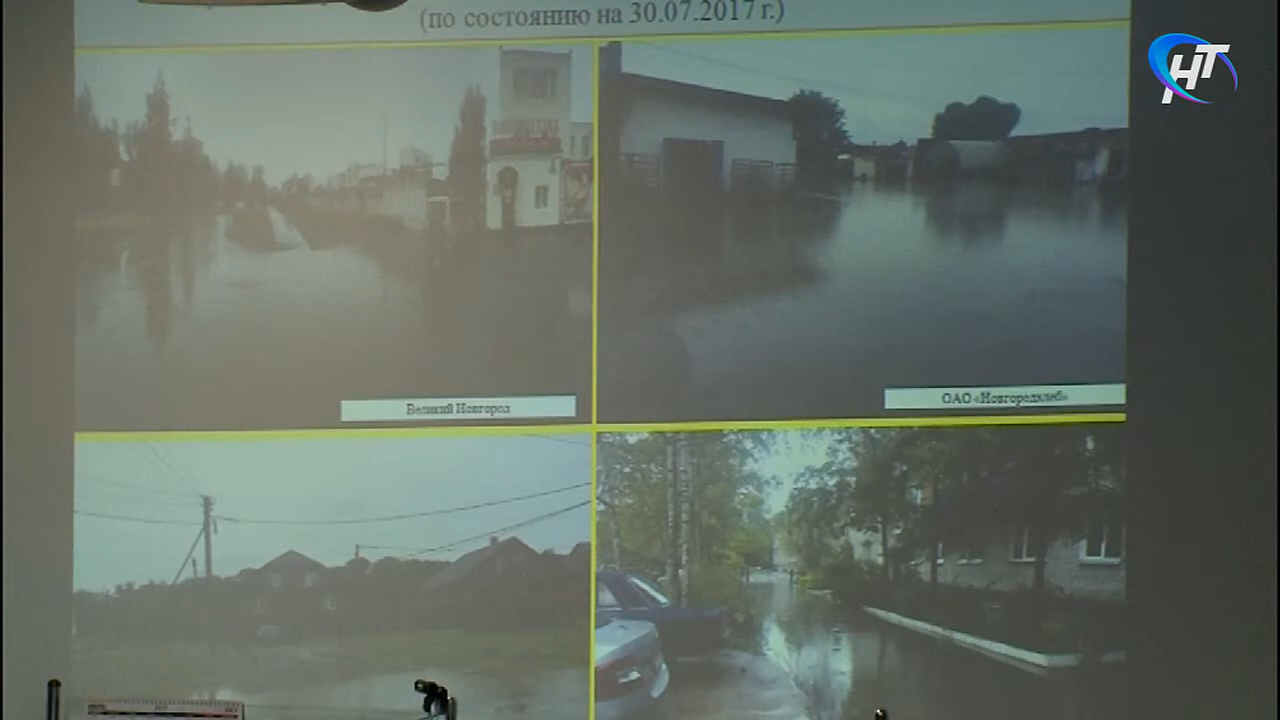 (по состоянию на 30.07.2017 г.)
НТ
Великий Новгород
ОАО «Новгородхлеб»